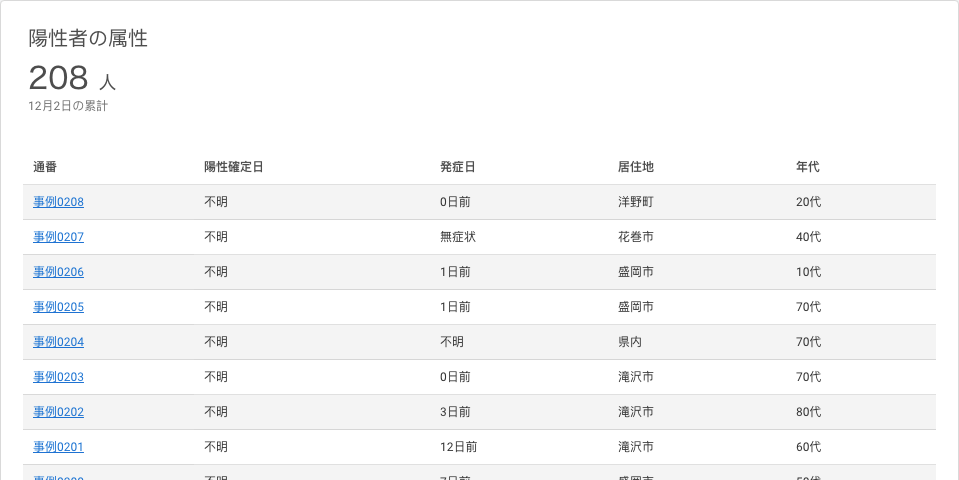 陽性者の属性
208 人
12月2日の累計
通番 陽性確定日 発症日 居住地 年代
事例0208 不明 0日前 洋野町 20代
事例0207 不明 無症状 花巻市 40代
事例0206 不明 1日前 盛岡市 10代
事例0205 不明 1日前 盛岡市 70代
事例0204 不明 不明 県内 70代
事例0203 不明 0日前 滝沢市 70代
事例0202 不明 3日前 滝沢市 80代
事例0201 不明 12日前 滝沢市 60代